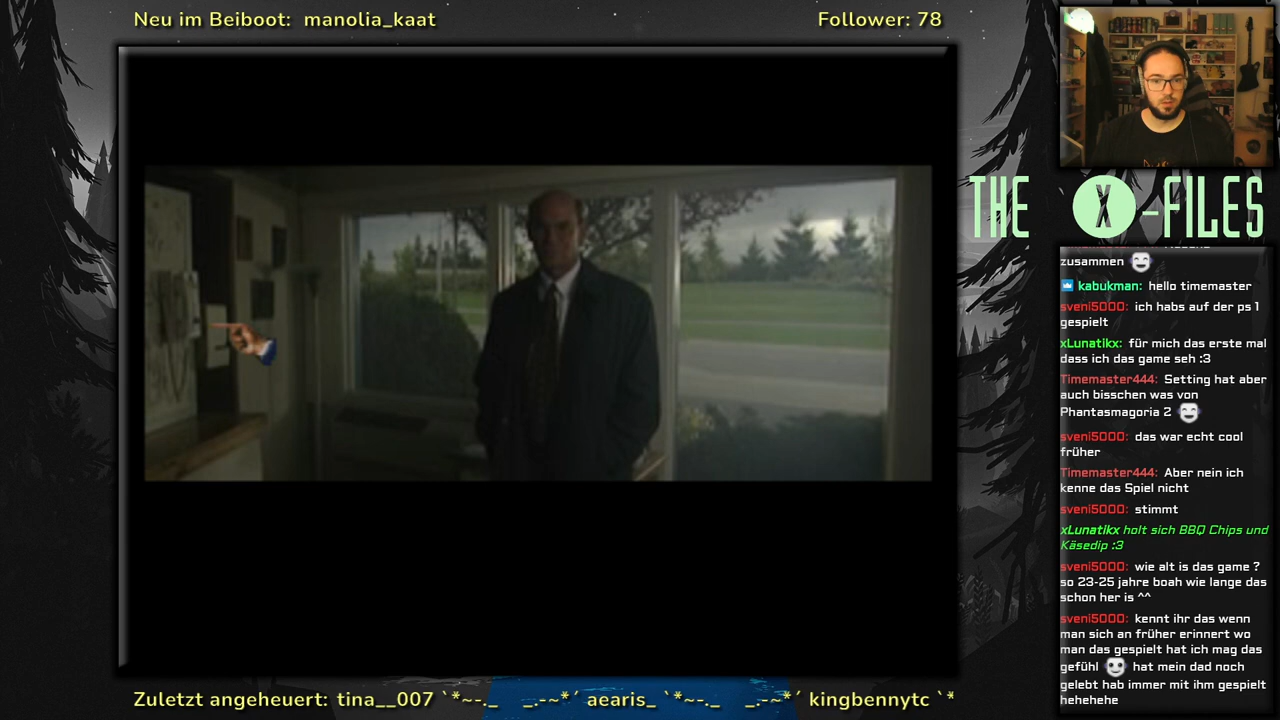 Neu im Beiboot: manolia_kaat
Follower: 78
THE X-FILES
zusammen
kabukman: hello timemaster
sveni5000: ich habs auf der ps 1
gespielt
xLunatikx: für mich das erste mal
dass ich das game seh :3
Timemaster444: Setting hat aber
auch bisschen was von
Phantasmagoria 2
sveni5000: das war echt cool
früher
Timemaster444: Aber nein ich
kenne das Spiel nicht
sveni5000: stimmt
xLunatikx holt sich BBQ Chips und
Käsedip :3
sveni5000: wie alt is das game ?
so 23-25 jahre boah wie lange das
schon her is ^^
sveni5000: kennt ihr das wenn
man sich an früher erinnert wo
man das gespielt hat ich mag das
gefühl hat mein dad noch
gelebt hab immer mit ihm gespielt
hehehehe
Zuletzt angeheuert: tina__007 `*~-._ _.-~*´ aearis_ `*~-._ _.-~*´ kingbennytc `*